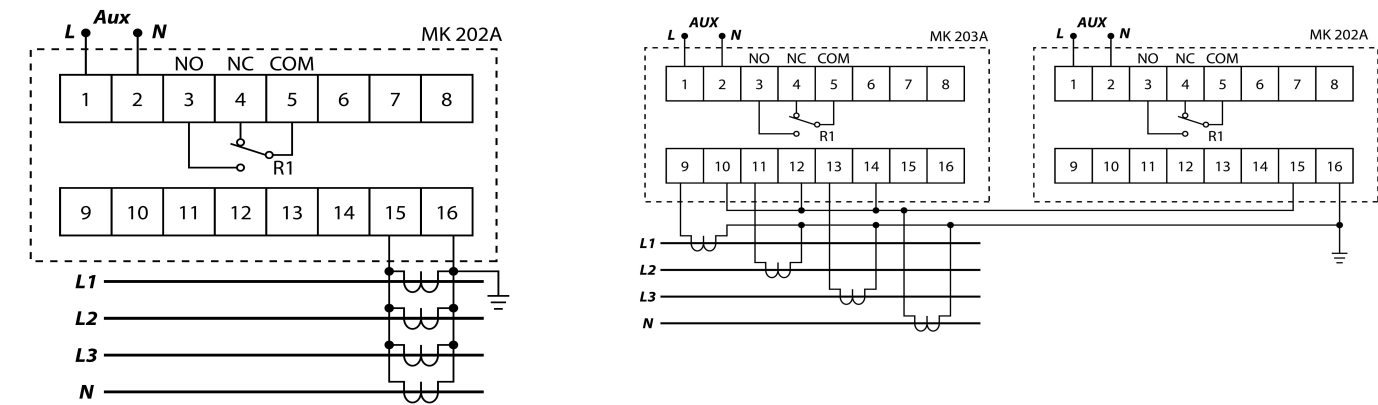 Aux
L N
MK 202A
NO NC COM
1 2 3 4 5 6 7 8
R1
9 10 11 12 13 14 15 16
L1
L2
L3
N
AUX
L N
MK 203A
NO NC COM
1 2 3 4 5 6 7 8
R1
9 10 11 12 13 14 15 16
L1
L2
L3
N
AUX
L N
MK 202A
NO NC COM
1 2 3 4 5 6 7 8
R1
9 10 11 12 13 14 15 16